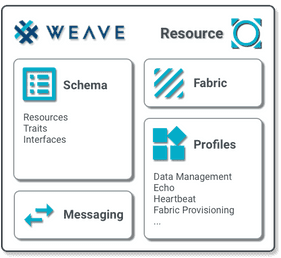 WEAVE
Resource
Schema
Resources
Traits
Interfaces
Messaging
Fabric
Profiles
Data Management
Echo
Heartbeat
Fabric Provisioning
...